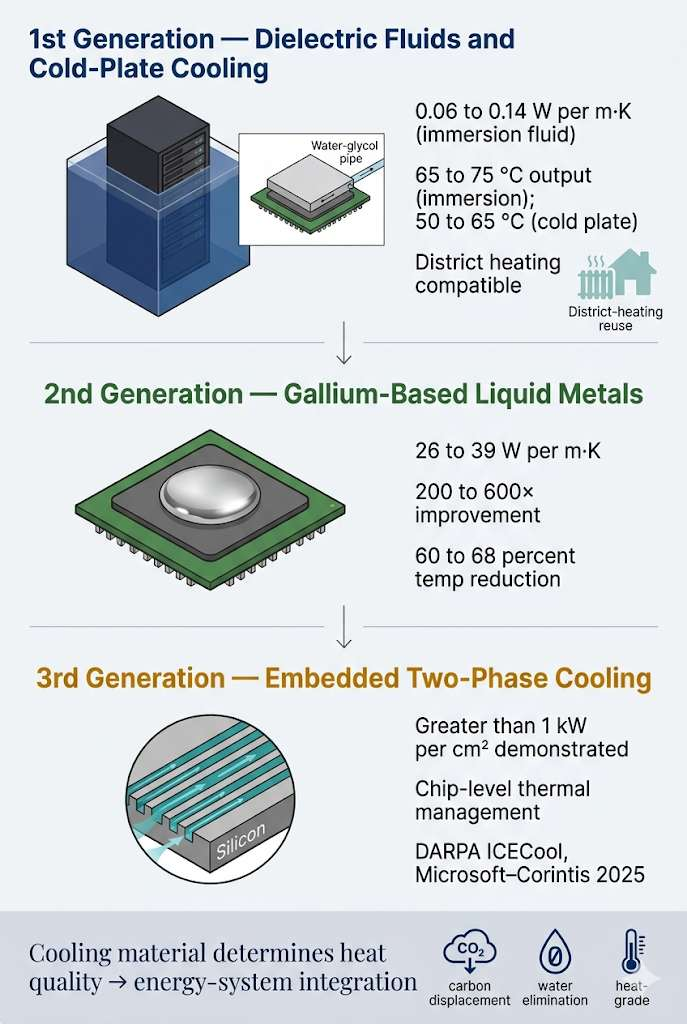 1st Generation — Dielectric Fluids and
Cold-Plate Cooling
Water-glycol
pipe
0.06 to 0.14 W per m·K
(immersion fluid)
65 to 75 °C output
(immersion);
50 to 65 °C (cold plate)
District heating
compatible
District-heating
reuse
2nd Generation — Gallium-Based Liquid Metals
26 to 39 W per m·K
200 to 600×
improvement
60 to 68 percent
temp reduction
3rd Generation — Embedded Two-Phase Cooling
Silicon
Greater than 1 kW
per cm² demonstrated
Chip-level thermal
management
DARPA ICECool,
Microsoft–Corintis 2025
Cooling material determines heat
quality → energy-system integration
CO₂
carbon
displacement
0
water
elimination
heat-
grade